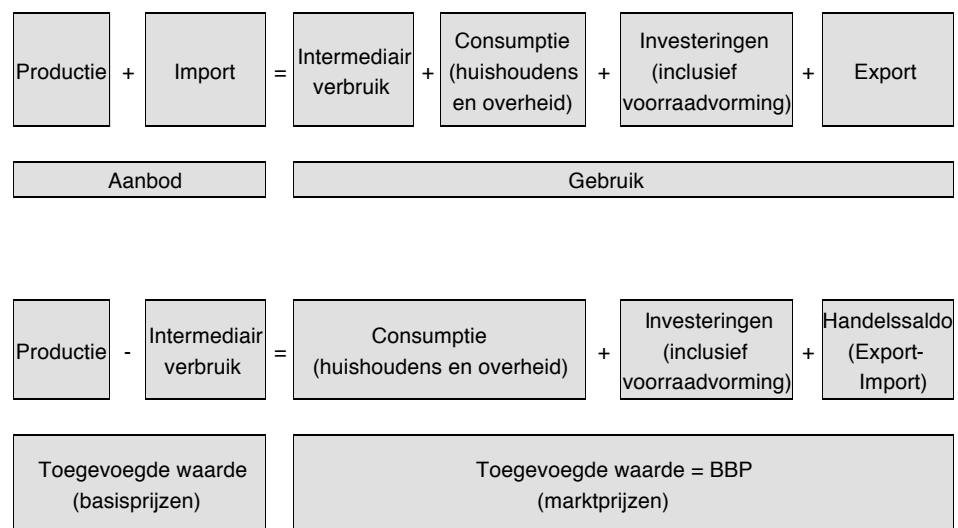 Productie + Import = Intermediair verbruik + Consumptie (huishoudens en overheid) + Investeringen (inclusief voorraadvorming) + Export
Aanbod Gebruik
Productie - Intermediair verbruik = Consumptie (huishoudens en overheid) + Investeringen (inclusief voorraadvorming) + Handelssaldo (Export- Import)
Toegevoegde waarde (basisprijzen) Toegevoegde waarde = BBP (marktprijzen)